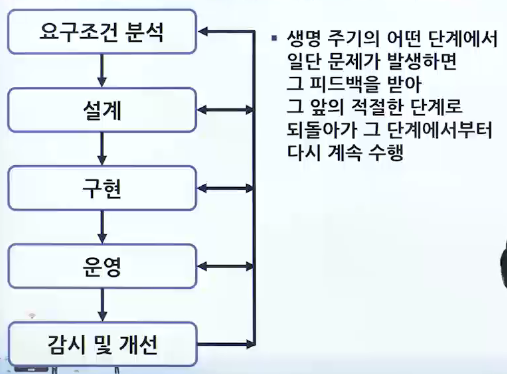 요구조건 분석
설계
구현
운영
감시 및 개선
▪ 생명 주기의 어떤 단계에서
일단 문제가 발생하면
그 피드백을 받아
그 앞의 적절한 단계로
되돌아가 그 단계에서부터
다시 계속 수행